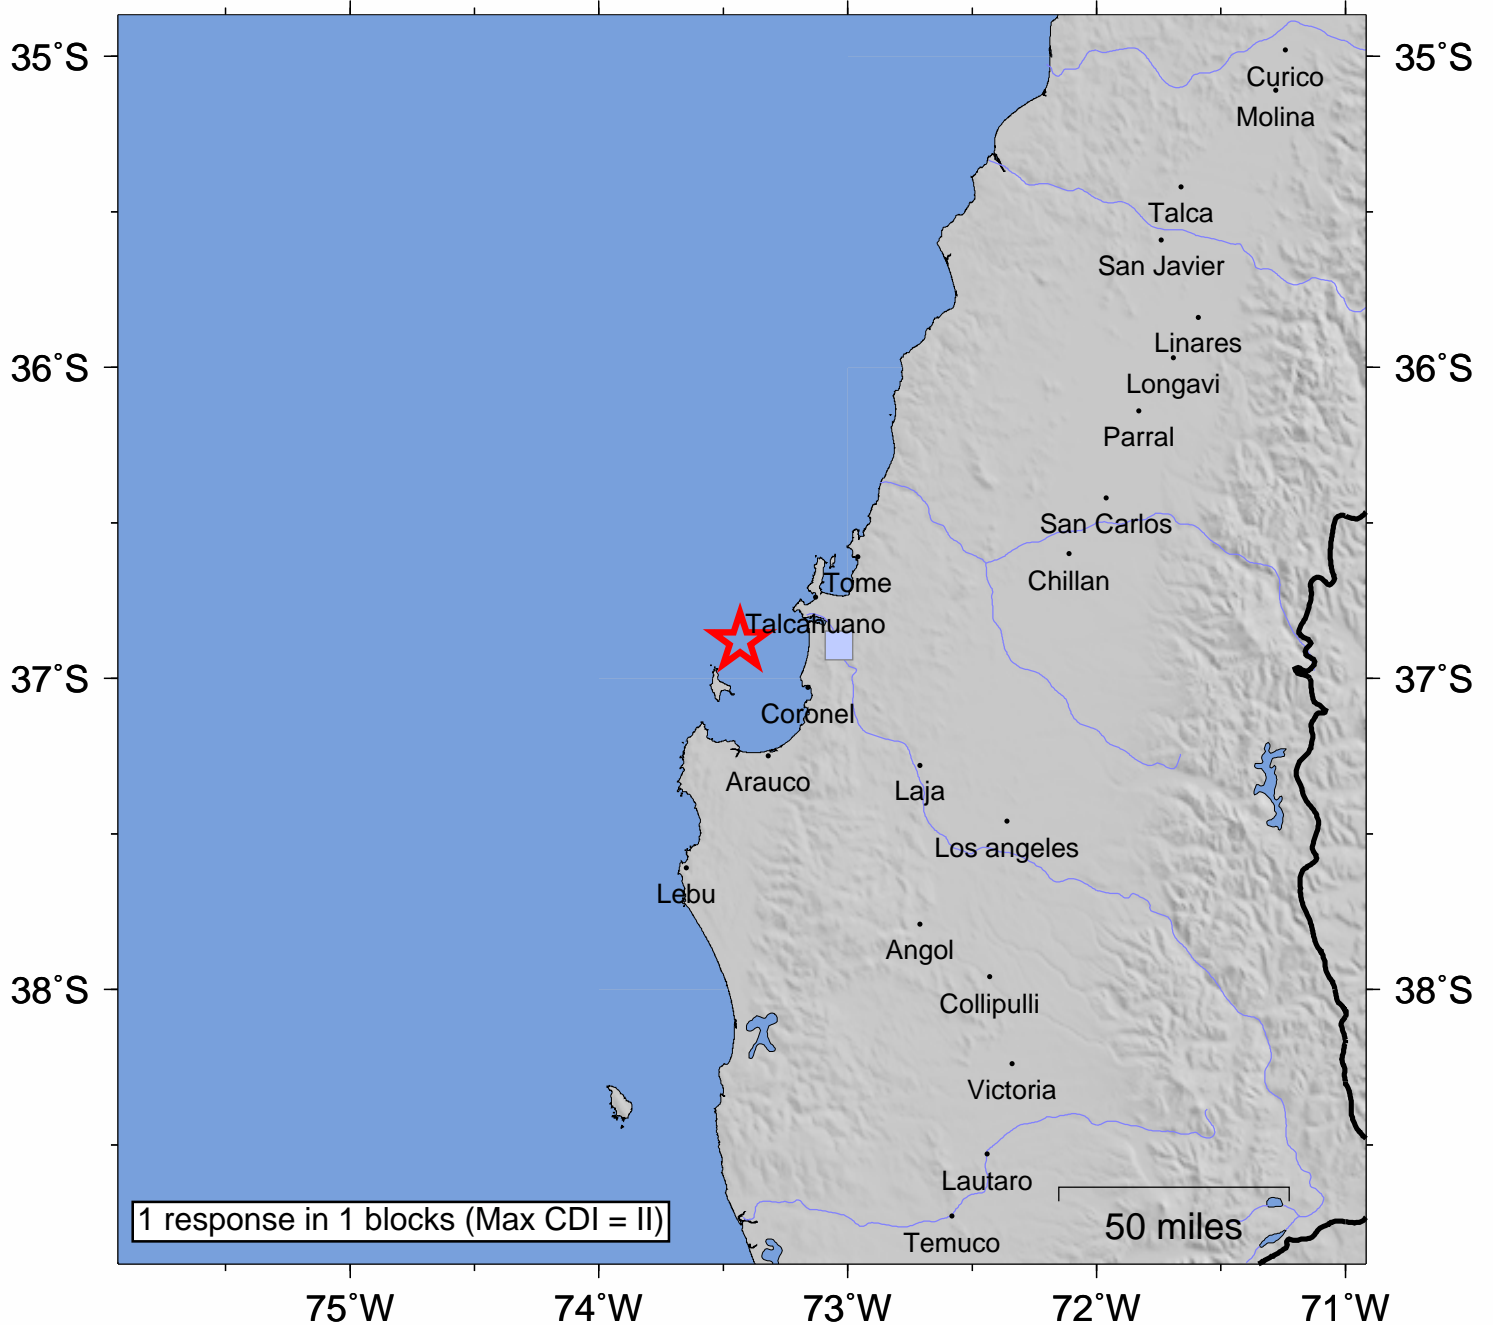 35°S
35°S
Curico
Molina
Talca
San Javier
Linares
36°S
36°S
Longavi
Parral
San Carlos
Chillan
Tome
Talcahuano
37°S
37°S
Coronel
Arauco
Laja
Los angeles
Lebu
Angol
38°S
38°S
Collipulli
Victoria
Lautaro
1 response in 1 blocks (Max CDI = II)
50 miles
Temuco
75°W
74°W
73°W
72°W
71°W